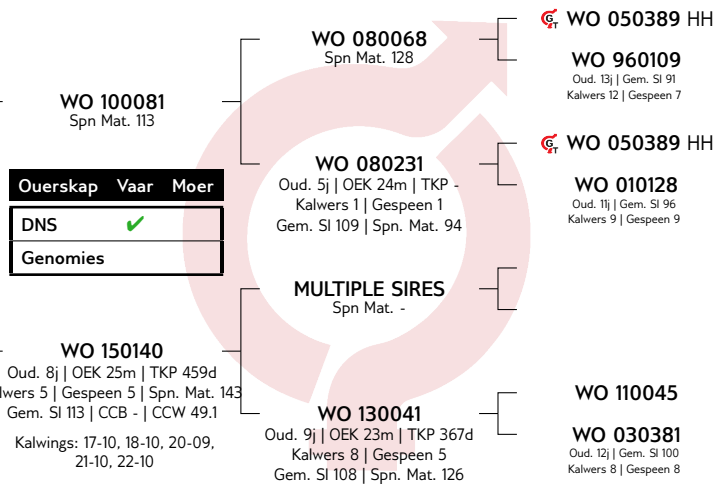 WO 100081
Spn Mat. 113
Ouerskap Vaar Moer
DNS ✔
Genomies
WO 150140
Oud. 8j | OEK 25m | TKP 459d
lwers 5 | Gespeen 5 | Spn. Mat. 143
Gem. SI 113 | CCB - | CCW 49.1
Kalwings: 17-10, 18-10, 20-09,
21-10, 22-10
WO 080068
Spn Mat. 128
WO 080231
Oud. 5j | OEK 24m | TKP -
Kalwers 1 | Gespeen 1
Gem. SI 109 | Spn. Mat. 94
MULTIPLE SIRES
Spn Mat. -
WO 130041
Oud. 9j | OEK 23m | TKP 367d
Kalwers 8 | Gespeen 5
Gem. SI 108 | Spn. Mat. 126
GT WO 050389 HH
WO 960109
Oud. 13j | Gem. SI 91
Kalwers 12 | Gespeen 7
GT WO 050389 HH
WO 010128
Oud. 11j | Gem. SI 96
Kalwers 9 | Gespeen 9
WO 110045
WO 030381
Oud. 12j | Gem. SI 100
Kalwers 8 | Gespeen 8